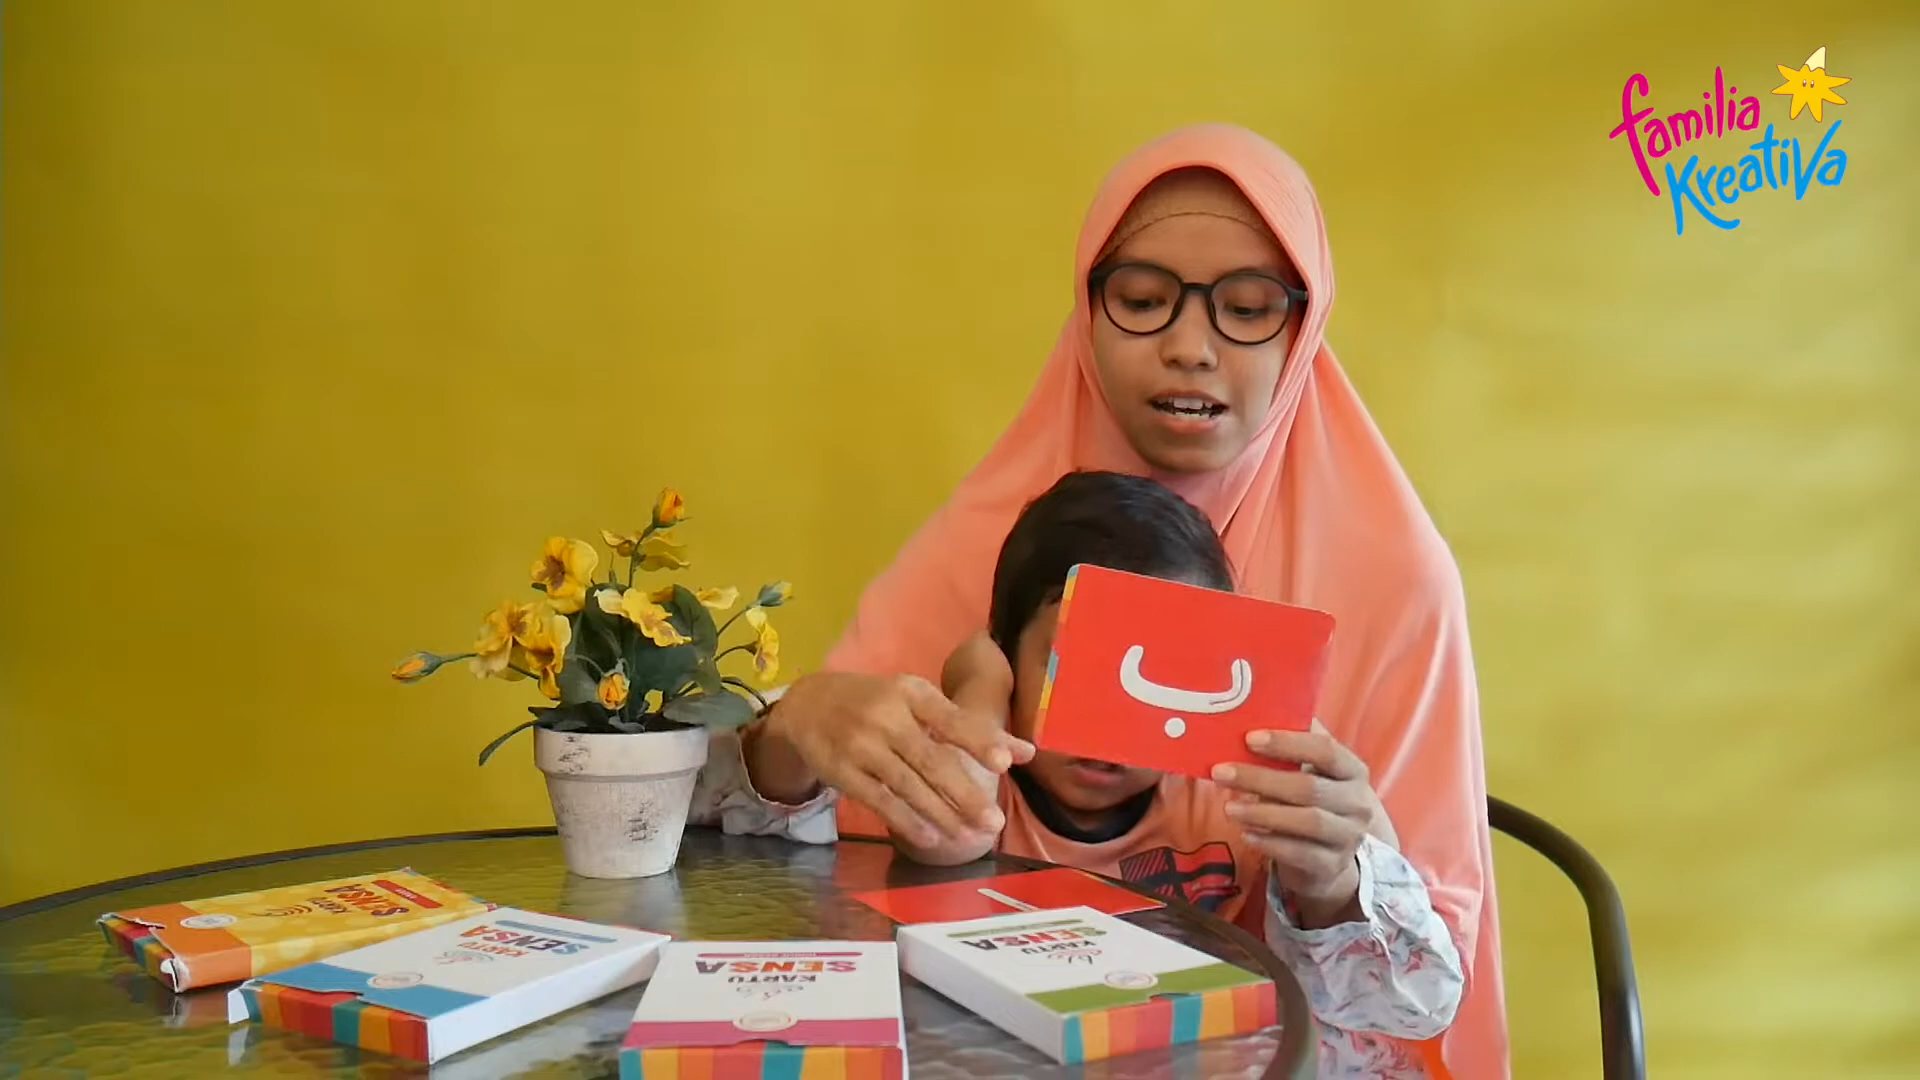 familia
Kreativa
ب
KARTU
SENSA
KARTU
SENSA
KARTU
SENSA
KARTU
SENSA